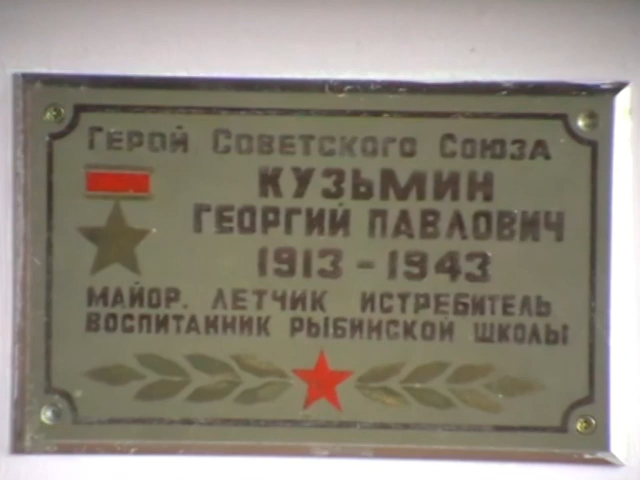 ГЕРОЙ СОВЕТСКОГО СОЮЗА
КУЗЬМИН
ГЕОРГИЙ ПАВЛОВИЧ
1913 - 1943
МАЙОР. ЛЕТЧИК ИСТРЕБИТЕЛЬ
ВОСПИТАННИК РЫБИНСКОЙ ШКОЛЫ